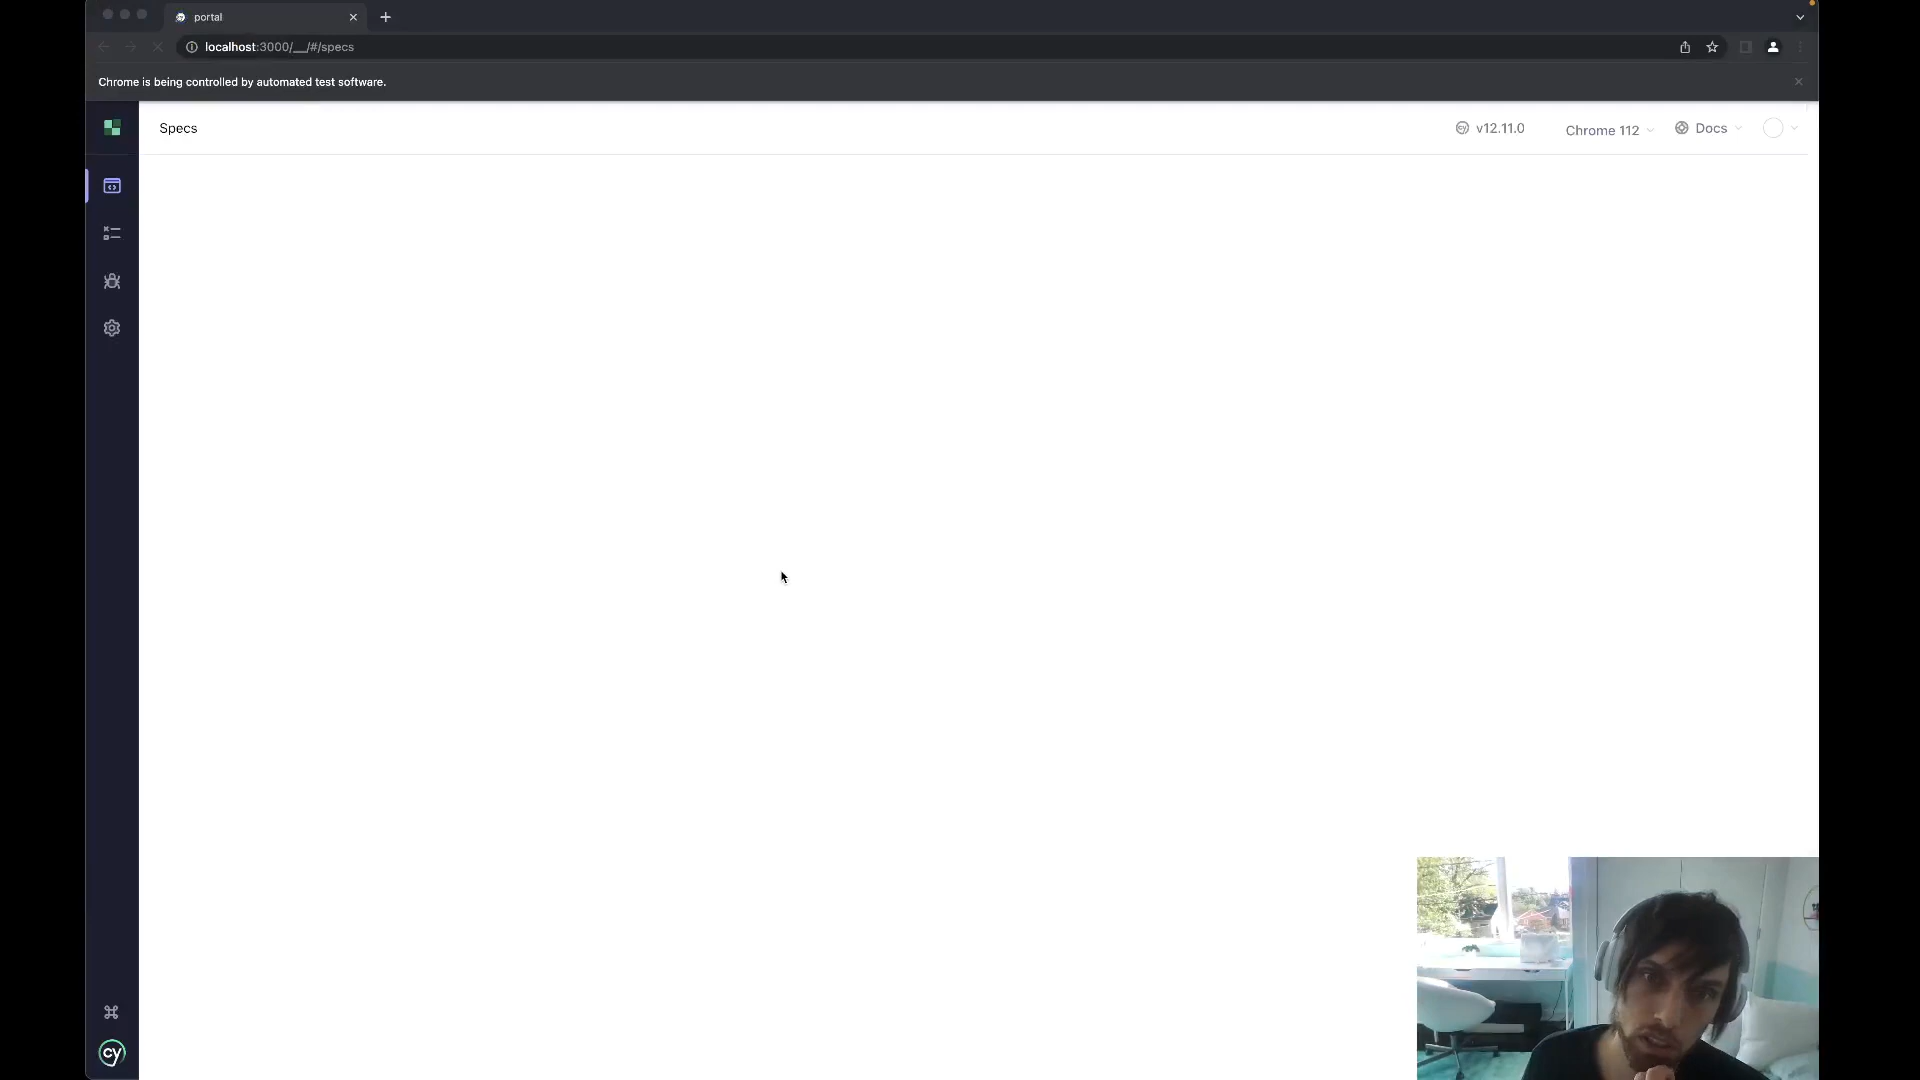 portal
localhost:3000/__/#/specs
Chrome is being controlled by automated test software.
Specs
v12.11.0
Chrome 112
Docs
cy